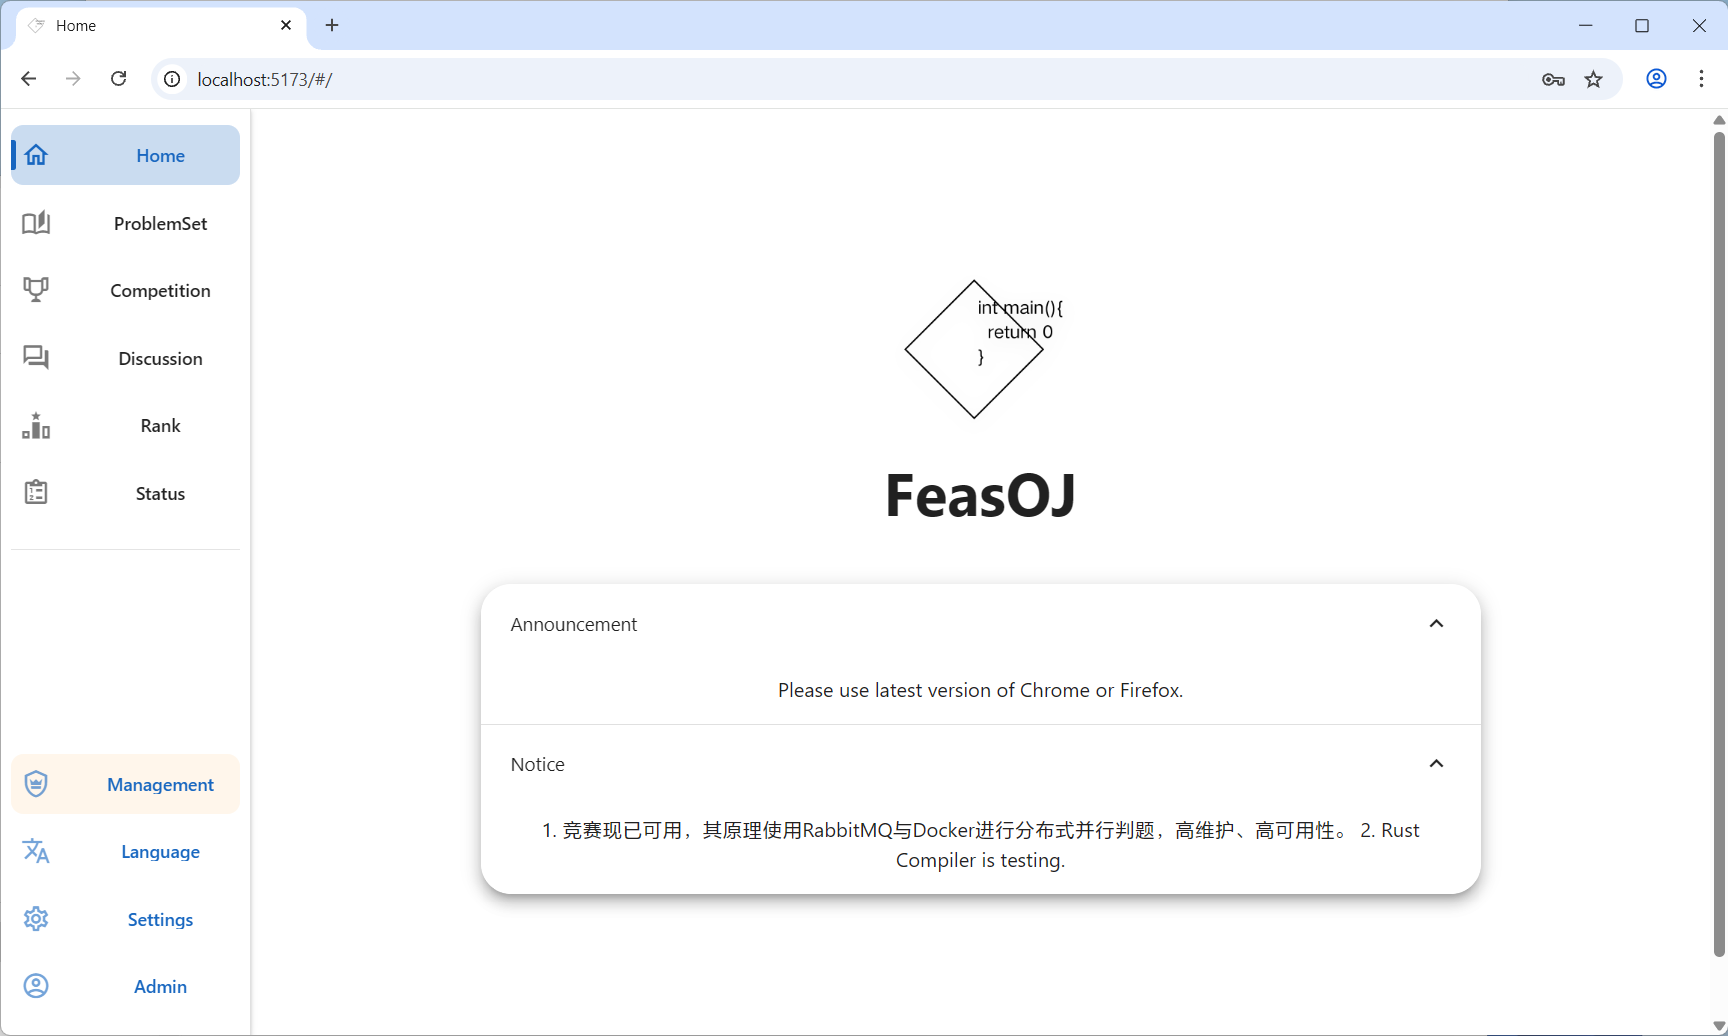 Home
localhost:5173/#/
Home
ProblemSet
Competition
Discussion
Rank
Status
Management
Language
Settings
Admin
int main(){
return 0
}
FeasOJ
Announcement
Please use latest version of Chrome or Firefox.
Notice
1. 竞赛现已可用，其原理使用RabbitMQ与Docker进行分布式并行判题，高维护、高可用性。 2. Rust
Compiler is testing.